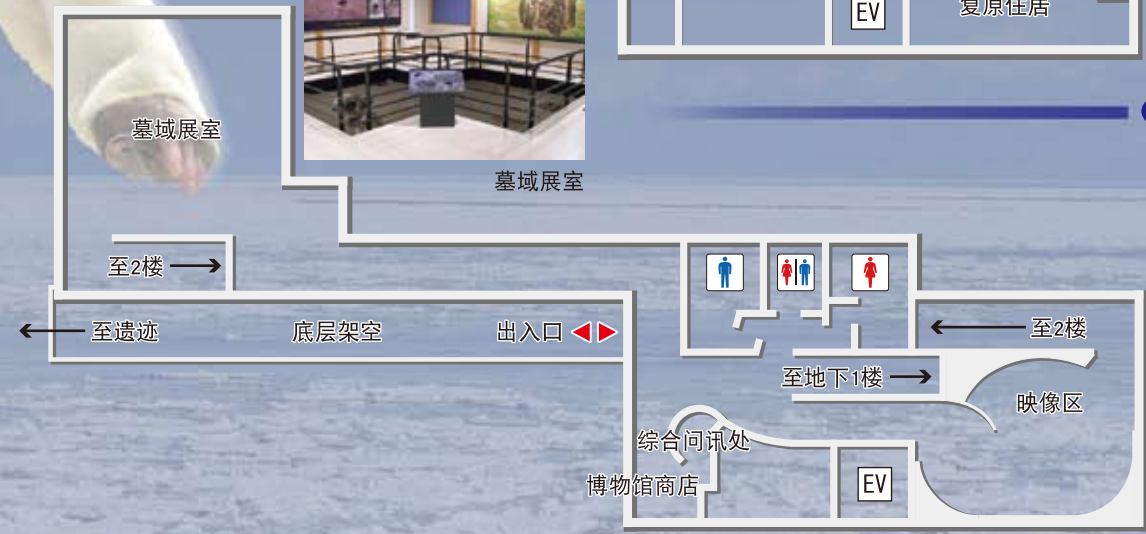 EV
复原住居
墓域展室
墓域展室
至2楼
至遗迹
底层架空
出入口
至2楼
至地下1楼
映像区
综合问讯处
博物馆商店
EV